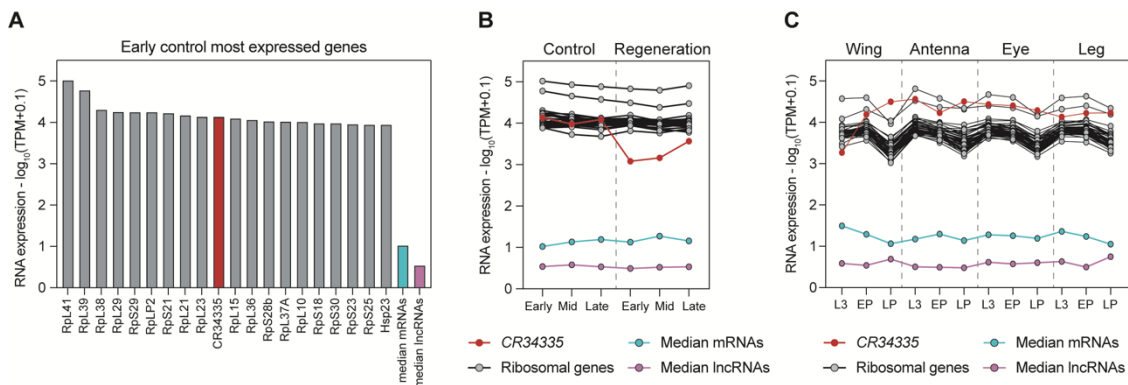 A
Early control most expressed genes
RNA expression - log10(TPM+0.1)
5
4
3
2
1
0
RpL41
RpL39
RpL38
RpL29
RpS29
RpLP2
RpS21
RpL21
RpL23
CR34335
RpL15
RpL36
RpS28b
RpL37A
RpL10
RpS18
RpS30
RpS23
RpS25
Hsp23
median mRNAs
median lncRNAs
B
Control Regeneration
RNA expression - log10(TPM+0.1)
5
4
3
2
1
0
Early Mid Late Early Mid Late
CR34335 Median mRNAs
Ribosomal genes Median lncRNAs
C
Wing Antenna Eye Leg
RNA expression - log10(TPM+0.1)
5
4
3
2
1
0
L3 EP LP L3 EP LP L3 EP LP L3 EP LP
CR34335 Median mRNAs
Ribosomal genes Median lncRNAs